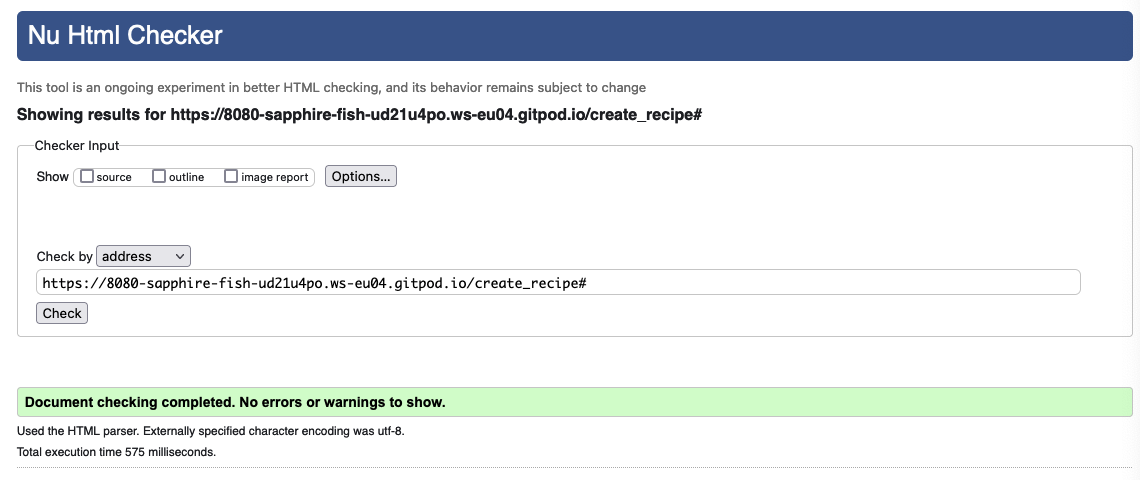 Nu Html Checker
This tool is an ongoing experiment in better HTML checking, and its behavior remains subject to change
Showing results for https://8080-sapphire-fish-ud21u4po.ws-eu04.gitpod.io/create_recipe#
Checker Input
Show source outline image report Options...
Check by address
https://8080-sapphire-fish-ud21u4po.ws-eu04.gitpod.io/create_recipe#
Check
Document checking completed. No errors or warnings to show.
Used the HTML parser. Externally specified character encoding was utf-8.
Total execution time 575 milliseconds.